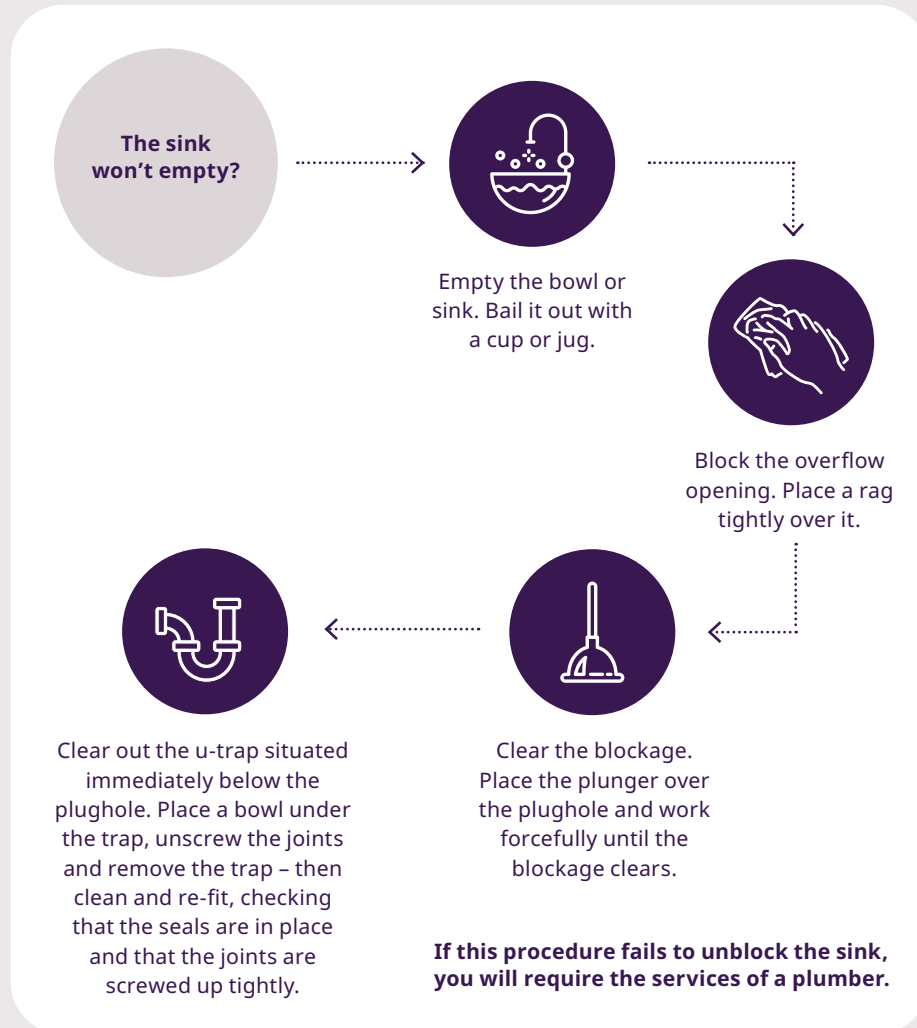 The sink
won’t empty?
Empty the bowl or
sink. Bail it out with
a cup or jug.
Block the overflow
opening. Place a rag
tightly over it.
Clear the blockage.
Place the plunger over
the plughole and work
forcefully until the
blockage clears.
Clear out the u-trap situated
immediately below the
plughole. Place a bowl under
the trap, unscrew the joints
and remove the trap – then
clean and re-fit, checking
that the seals are in place
and that the joints are
screwed up tightly.
If this procedure fails to unblock the sink,
you will require the services of a plumber.